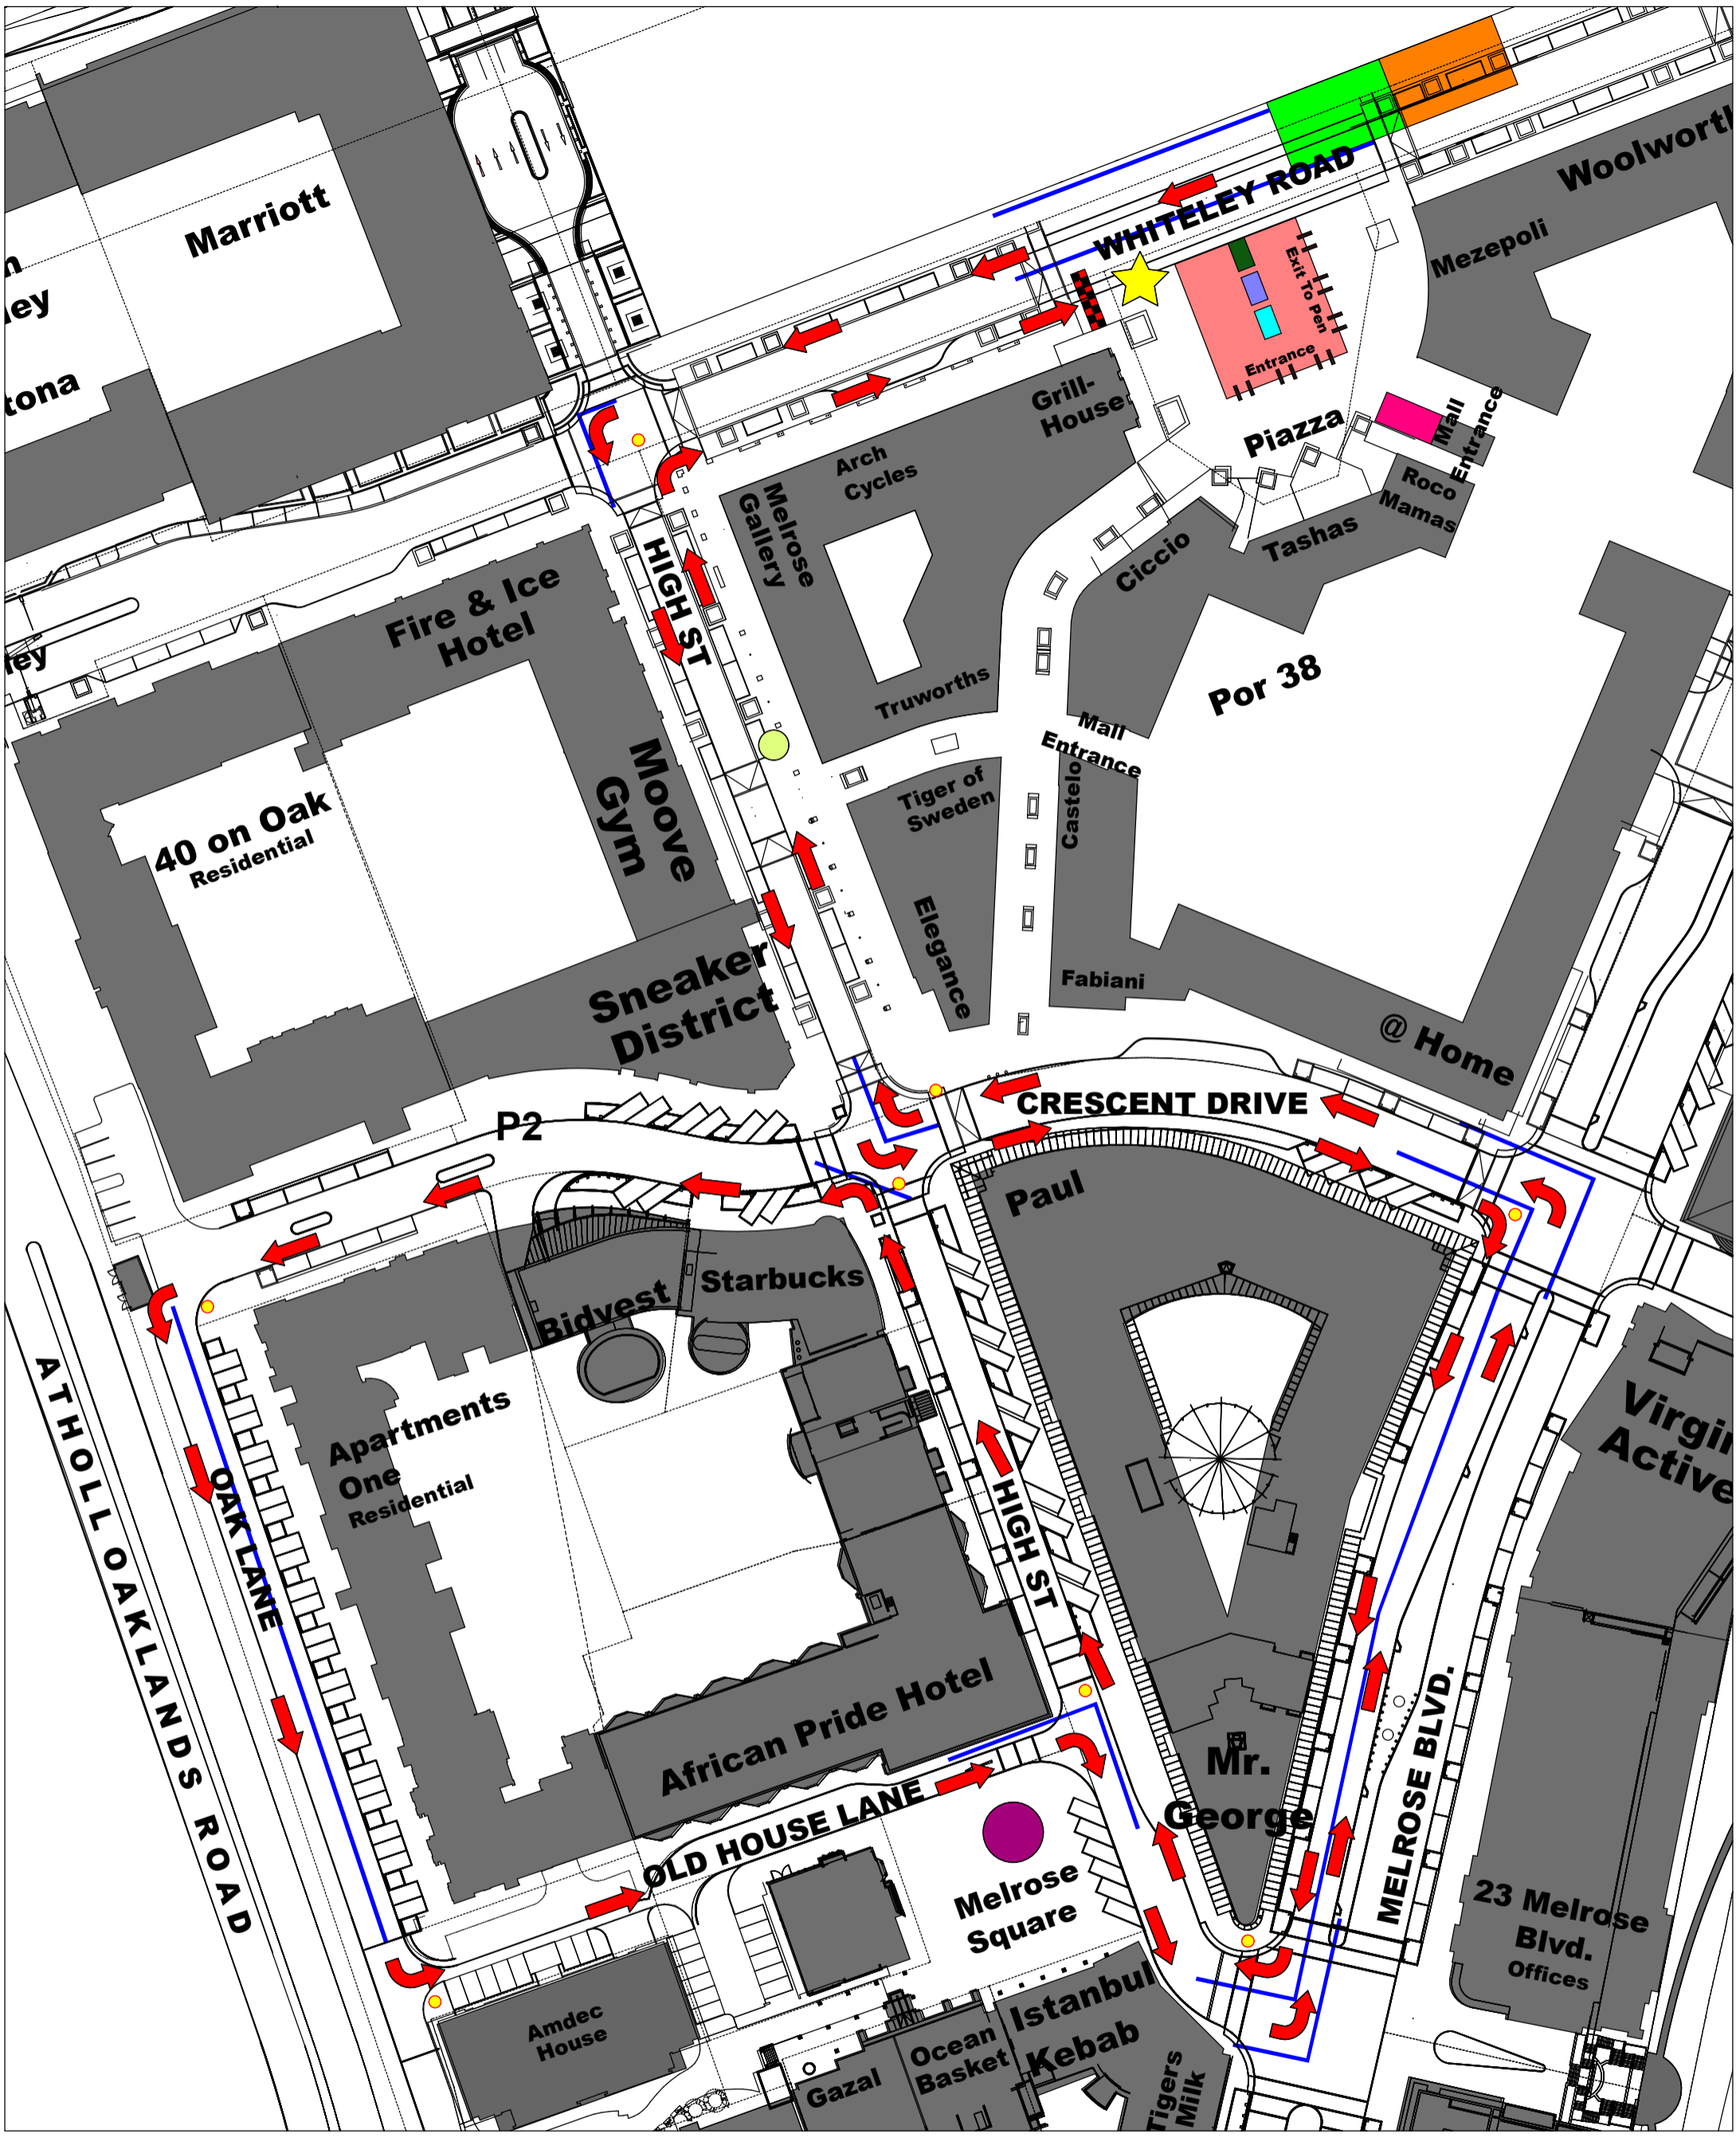 Marriott
ley
tona
ley
WHITELEY ROAD
Woolworth
Mezepoli
Exit To Pen
Entrance
Grill-
House
Piazza
Mall
Entrance
Roco
Mamas
Tashas
Ciccio
Arch
Cycles
Melrose
Gallery
HIGH ST
Fire & Ice
Hotel
Truworths
Por 38
Mall
Entrance
Moove
Gym
Tiger of
Sweden
Castelo
40 on Oak
Residential
Elegance
Sneaker
District
Fabiani
@ Home
P2
CRESCENT DRIVE
Paul
Starbucks
Bidvest
ATHOLL OAKLANDS ROAD
OAK LANE
Apartments
One
Residential
HIGH ST
Virgin
Active
African Pride Hotel
Mr.
George
MELROSE BLVD.
OLD HOUSE LANE
Melrose
Square
23 Melrose
Blvd.
Offices
Amdec
House
Gazal
Ocean
Basket
Istanbul
Kebab
Tigers
Milk